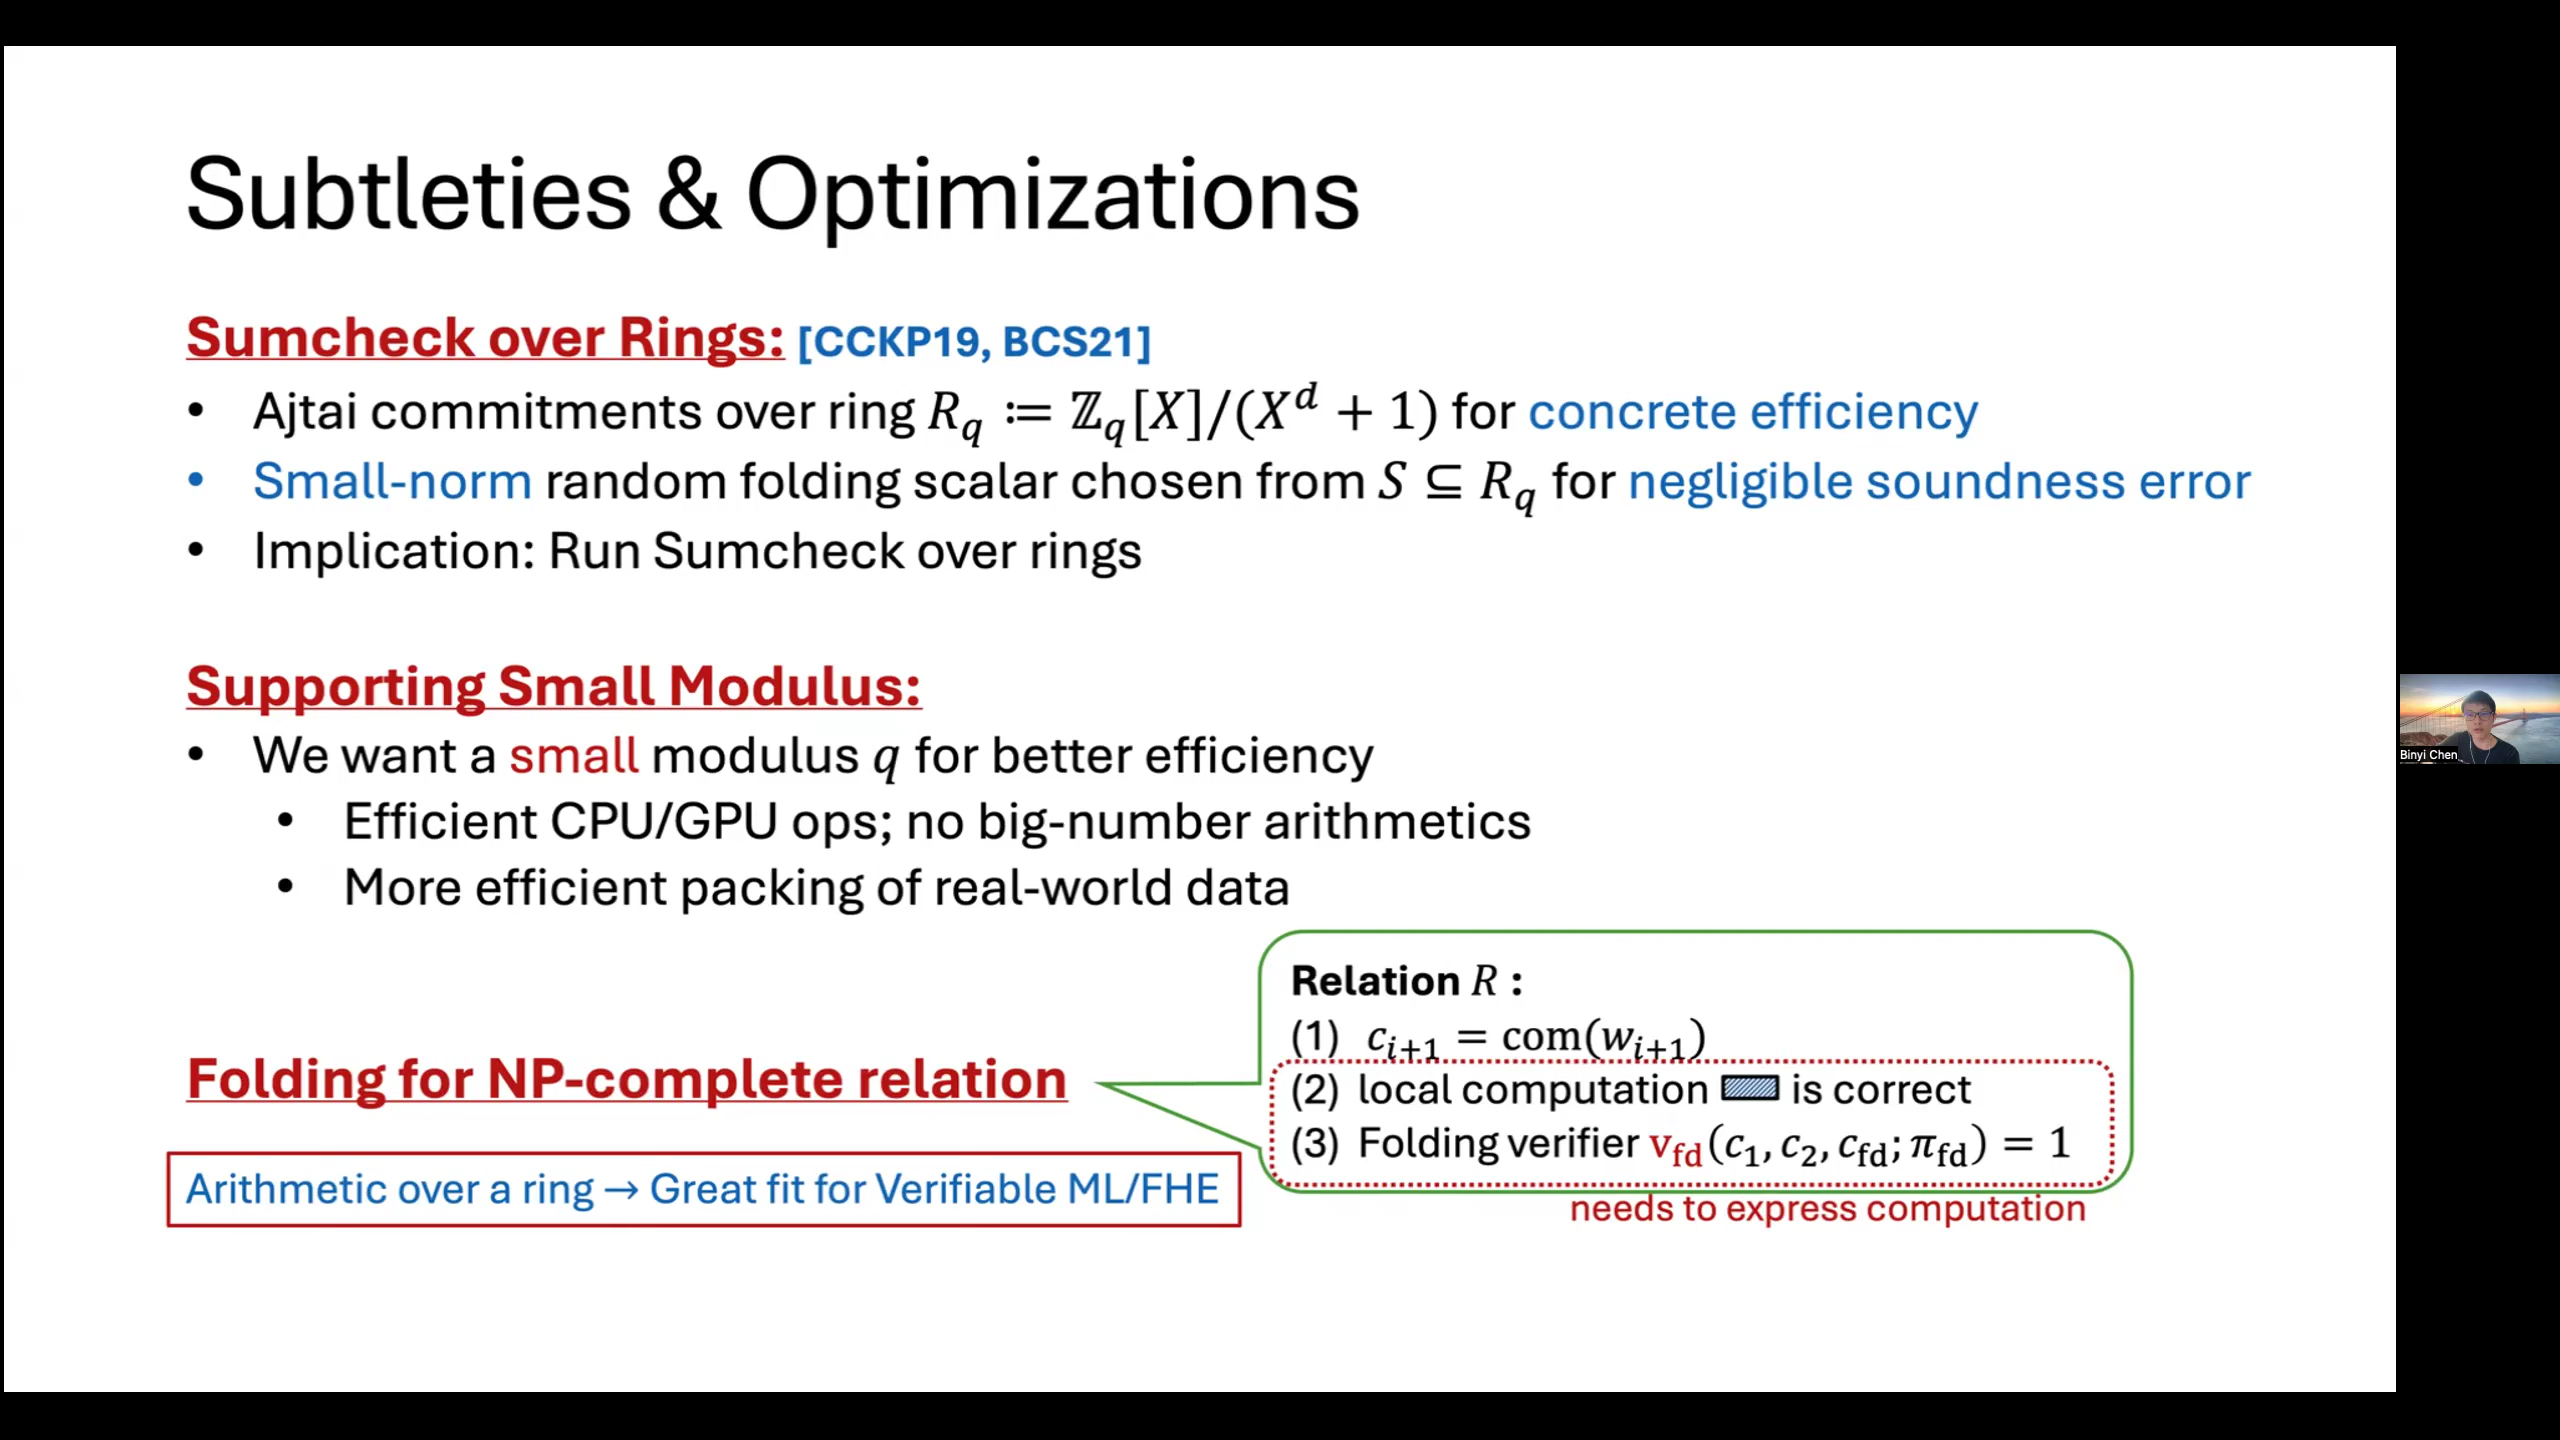 Subtleties & Optimizations
Sumcheck over Rings: [CCKP19, BCS21]
• Ajtai commitments over ring R_q ≔ ℤ_q[X]/(X^d + 1) for concrete efficiency
• Small-norm random folding scalar chosen from S ⊆ R_q for negligible soundness error
• Implication: Run Sumcheck over rings
Supporting Small Modulus:
• We want a small modulus q for better efficiency
• Efficient CPU/GPU ops; no big-number arithmetics
• More efficient packing of real-world data
Folding for NP-complete relation
Arithmetic over a ring → Great fit for Verifiable ML/FHE
Relation R :
(1) c_{i+1} = com(w_{i+1})
(2) local computation is correct
(3) Folding verifier v_fd(c_1, c_2, c_fd; π_fd) = 1
needs to express computation
Binyi Chen